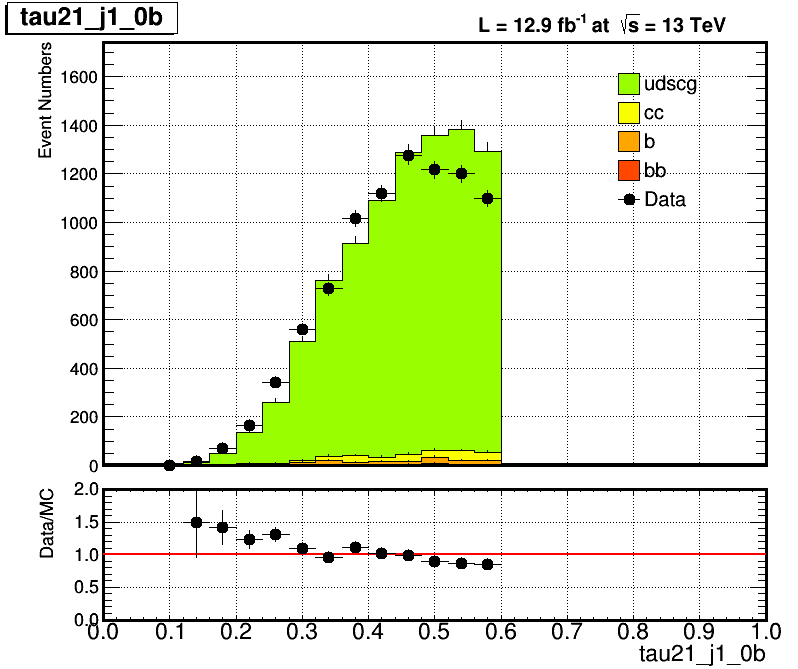 tau21_j1_0b
L = 12.9 fb⁻¹ at √s = 13 TeV
Event Numbers
1600
1400
1200
1000
800
600
400
200
0
udscg
cc
b
bb
Data
Data/MC
2.0
1.5
1.0
0.5
0.0
0.0 0.1 0.2 0.3 0.4 0.5 0.6 0.7 0.8 0.9 1.0
tau21_j1_0b